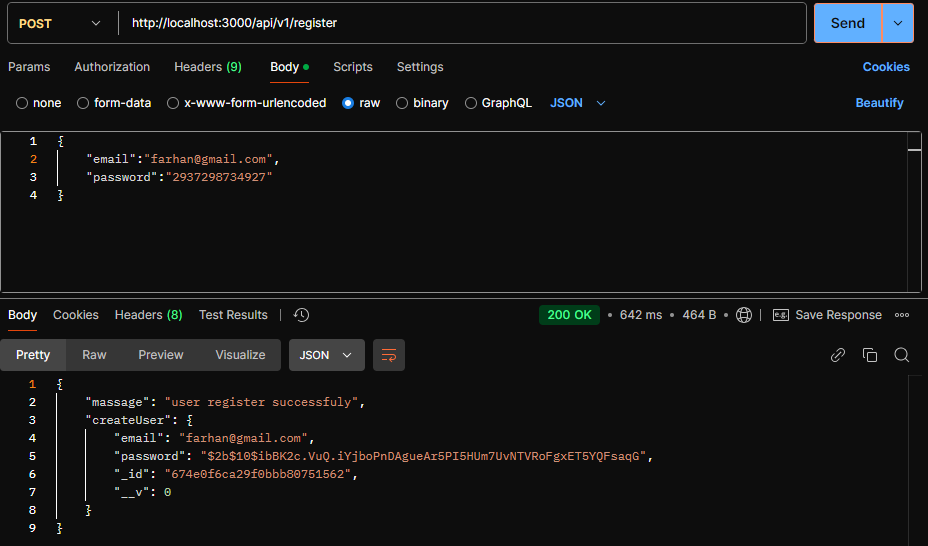 POST http://localhost:3000/api/v1/register Send
Params Authorization Headers (9) Body Scripts Settings Cookies
none form-data x-www-form-urlencoded raw binary GraphQL JSON Beautify
1 {
2 "email":"farhan@gmail.com",
3 "password":"2937298734927"
4 }
Body Cookies Headers (8) Test Results 200 OK • 642 ms • 464 B • e.g. Save Response
Pretty Raw Preview Visualize JSON
1 {
2 "massage": "user register successfuly",
3 "createUser": {
4 "email": "farhan@gmail.com",
5 "password": "$2b$10$ibBK2c.VuQ.iYjboPnDAgueAr5PI5HUm7UvNTVRoFgxET5YQFsaqG",
6 "_id": "674e0f6ca29f0bbb80751562",
7 "__v": 0
8 }
9 }